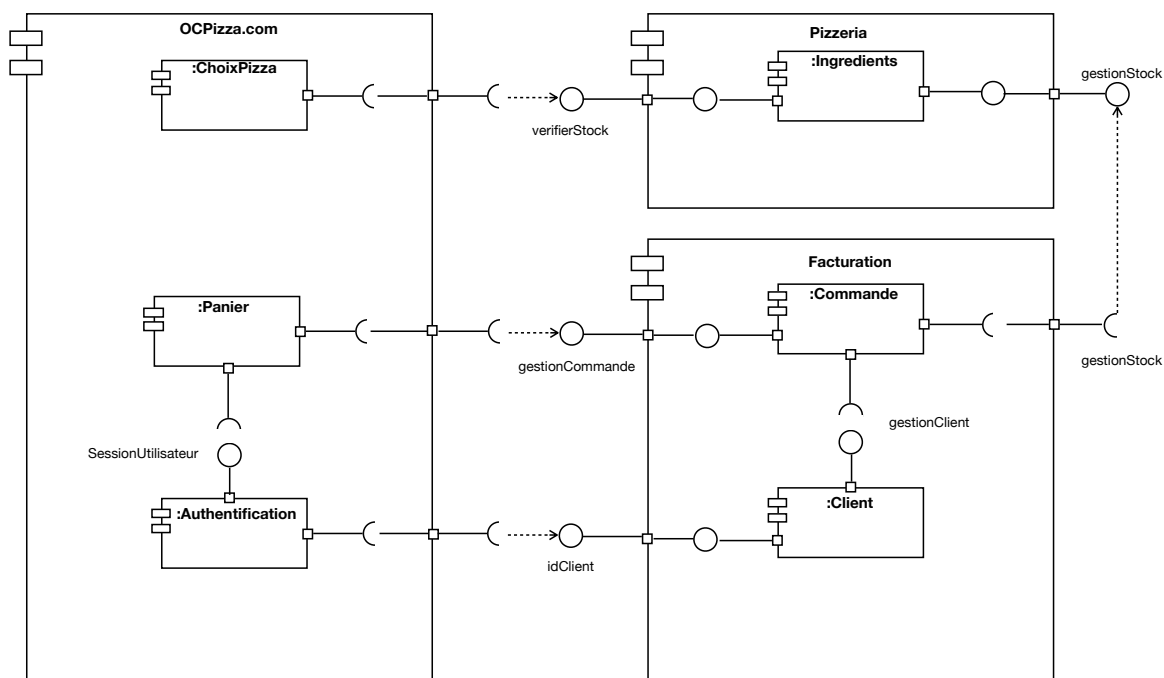 OCPizza.com
:ChoixPizza
Pizzeria
:Ingredients
gestionStock
verifierStock
Facturation
:Panier
:Commande
gestionCommande
gestionStock
gestionClient
SessionUtilisateur
:Authentification
:Client
idClient